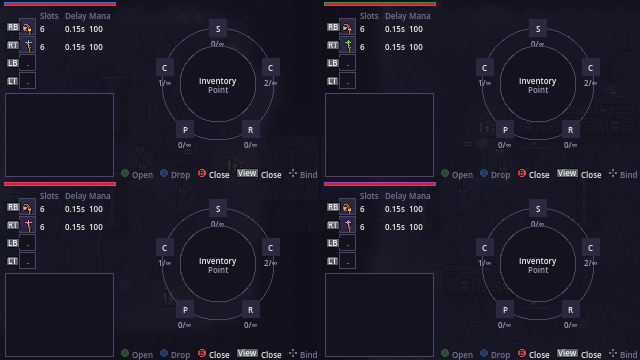 Slots Delay Mana
RB 6 0.15s 100
RT 6 0.15s 100
LB -
LT -
S
0/∞
C
1/∞
C
2/∞
Inventory
Point
P
0/∞
R
0/∞
Open Drop B Close View Close Bind
Slots Delay Mana
RB 6 0.15s 100
RT 6 0.15s 100
LB -
LT -
S
0/∞
C
1/∞
C
2/∞
Inventory
Point
P
0/∞
R
0/∞
Open Drop B Close View Close Bind
Slots Delay Mana
RB 6 0.15s 100
RT 6 0.15s 100
LB -
LT -
S
0/∞
C
1/∞
C
2/∞
Inventory
Point
P
0/∞
R
0/∞
Open Drop B Close View Close Bind
Slots Delay Mana
RB 6 0.15s 100
RT 6 0.15s 100
LB -
LT -
S
0/∞
C
1/∞
C
2/∞
Inventory
Point
P
0/∞
R
0/∞
Open Drop B Close View Close Bind